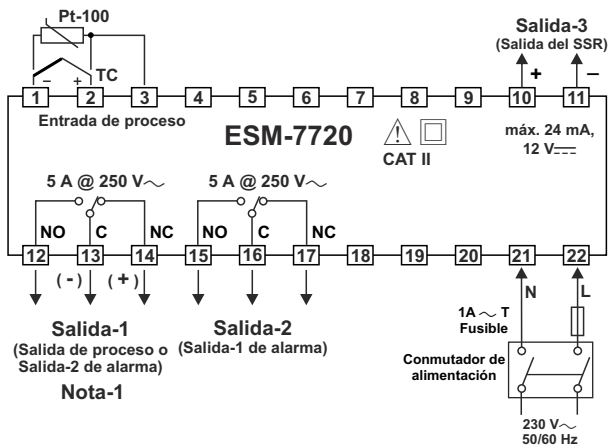 Pt-100
Salida-3
(Salida del SSR)
– + TC
+ –
1 2 3 4 5 6 7 8 9 10 11
Entrada de proceso
ESM-7720
CAT II
máx. 24 mA,
12 V⎓
5 A @ 250 V～
5 A @ 250 V～
NO C NC NO C NC
12 13 14 15 16 17 18 19 20 21 22
(-) (+)
N L
Salida-1
(Salida de proceso o
Salida-2 de alarma)
Nota-1
Salida-2
(Salida-1 de alarma)
1A ～ T
Fusible
Conmutador de
alimentación
230 V～
50/60 Hz